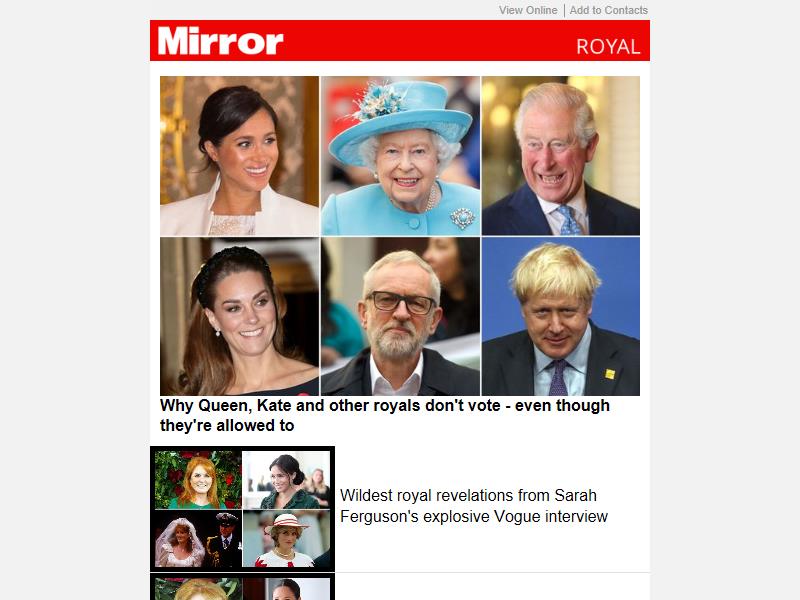 View Online | Add to Contacts
Mirror ROYAL
Why Queen, Kate and other royals don't vote - even though
they're allowed to
Wildest royal revelations from Sarah
Ferguson's explosive Vogue interview